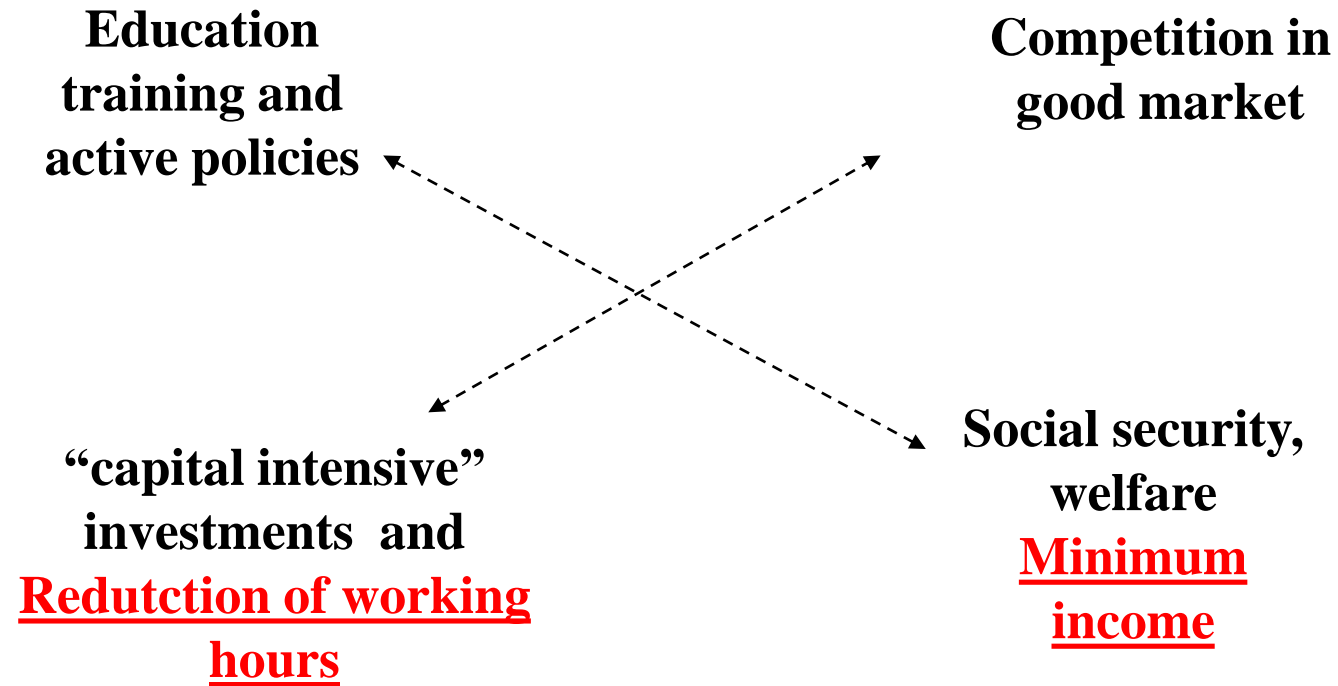 Education
training and
active policies
Competition in
good market
“capital intensive”
investments and
Redutction of working
hours
Social security,
welfare
Minimum
income